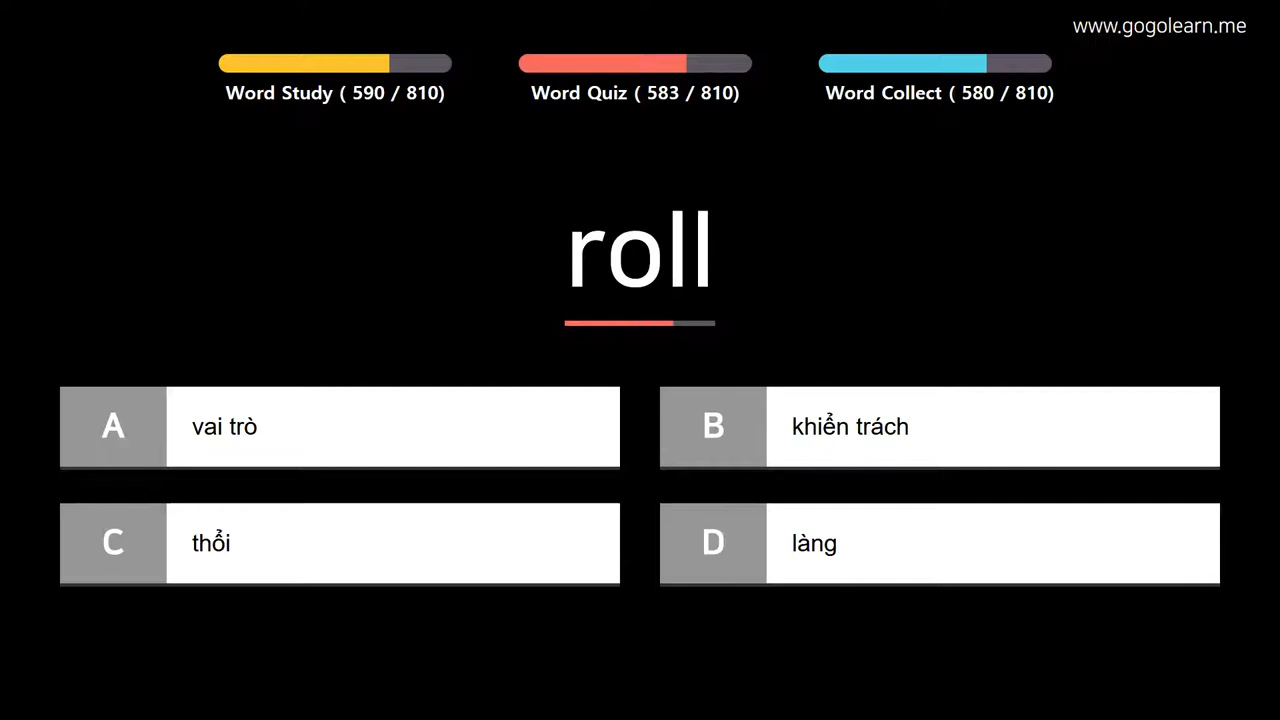 www.gogolearn.me
Word Study ( 590 / 810)
Word Quiz ( 583 / 810)
Word Collect ( 580 / 810)
roll
A vai trò
B khiển trách
C thổi
D làng